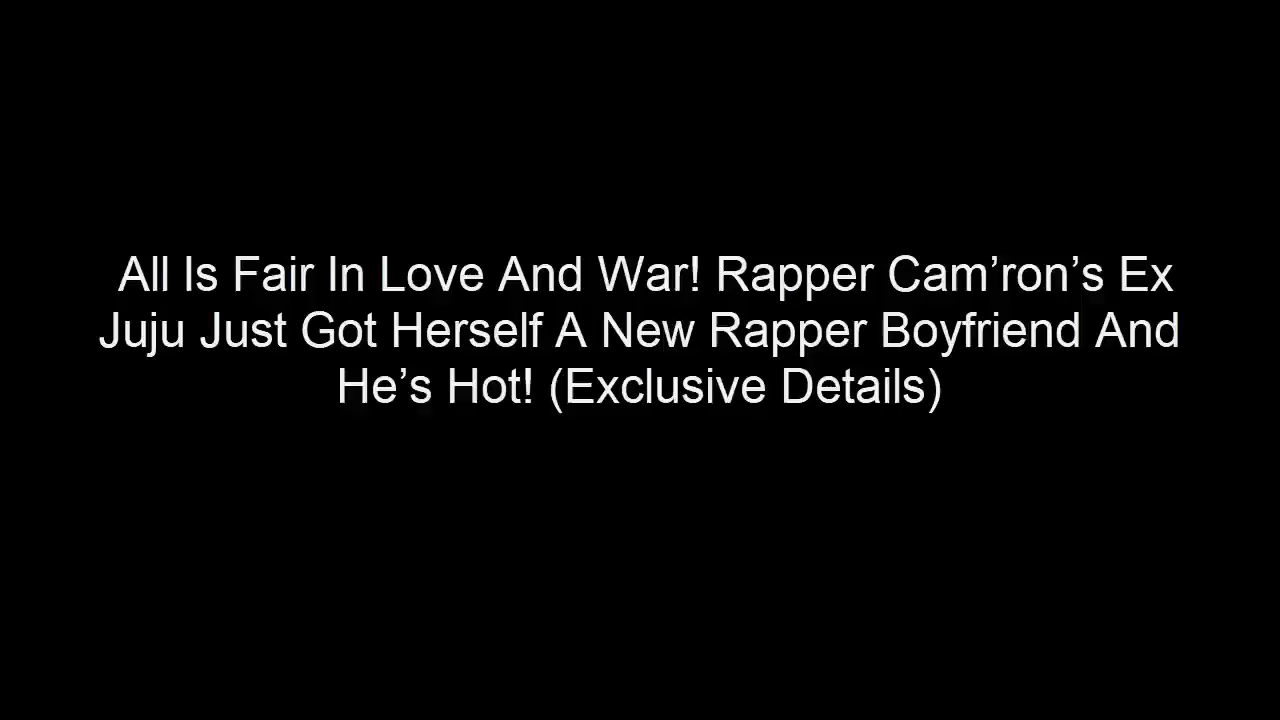 All Is Fair In Love And War! Rapper Cam’ron’s Ex
Juju Just Got Herself A New Rapper Boyfriend And
He’s Hot! (Exclusive Details)